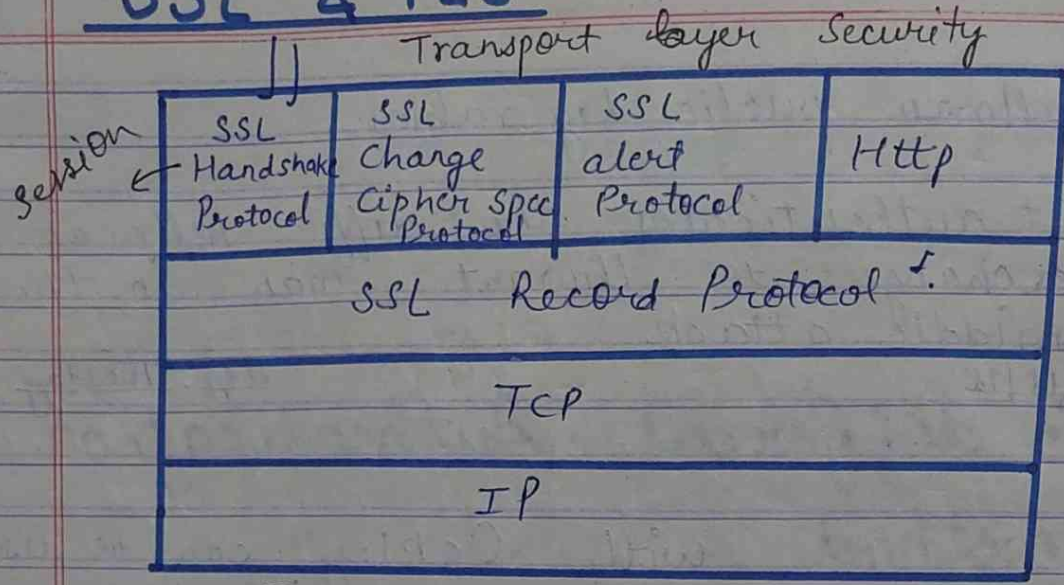 SSL &
Transport layer Security
session
SSL
Handshake
Protocol
SSL
Change
Cipher Spec
Protocol
SSL
alert
Protocol
Http
SSL Record Protocol
TCP
IP